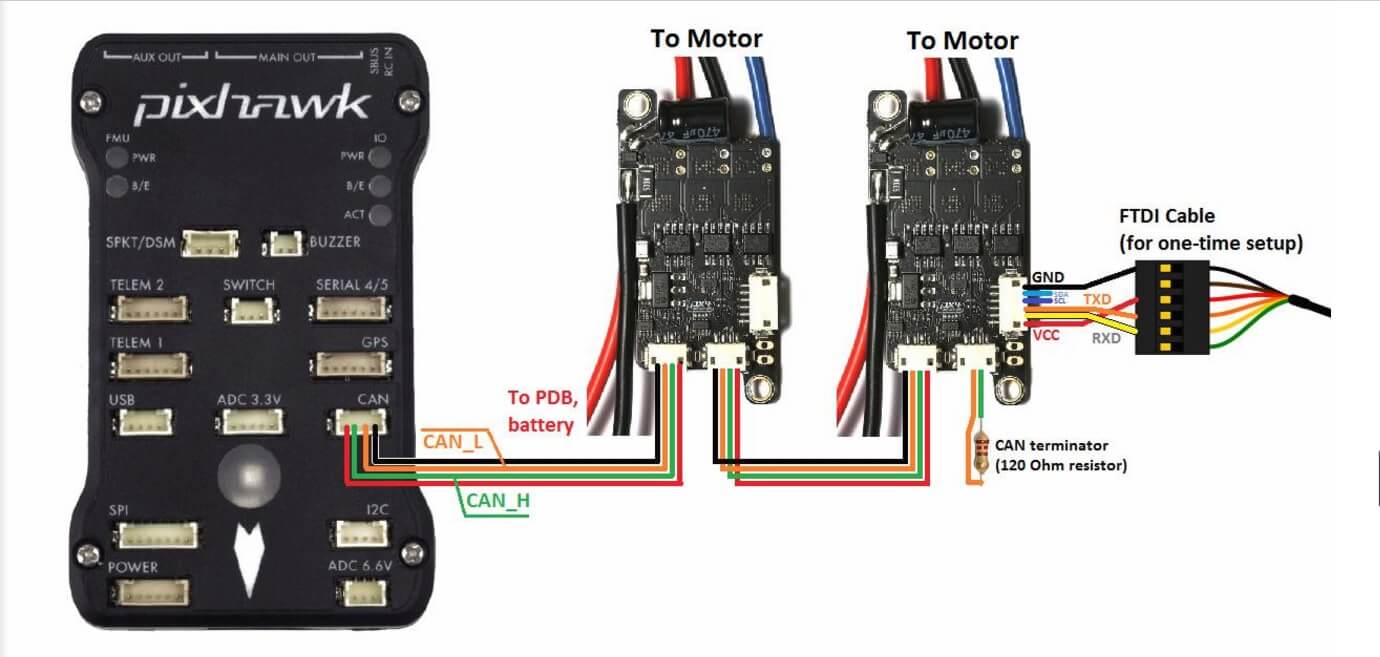 AUX OUT
MAIN OUT
SBUS
RC IN
pixhawk
FMU
IO
PWR
PWR
B/E
B/E
ACT
SPKT/DSM
BUZZER
TELEM 2
SWITCH
SERIAL 4/5
TELEM 1
GPS
USB
ADC 3.3V
CAN
SPI
I2C
POWER
ADC 6.6V
To Motor
To Motor
470uF
470uF
To PDB,
battery
CAN_L
CAN_H
FTDI Cable
(for one-time setup)
GND
SDA
SCL
TXD
VCC
RXD
CAN terminator
(120 Ohm resistor)